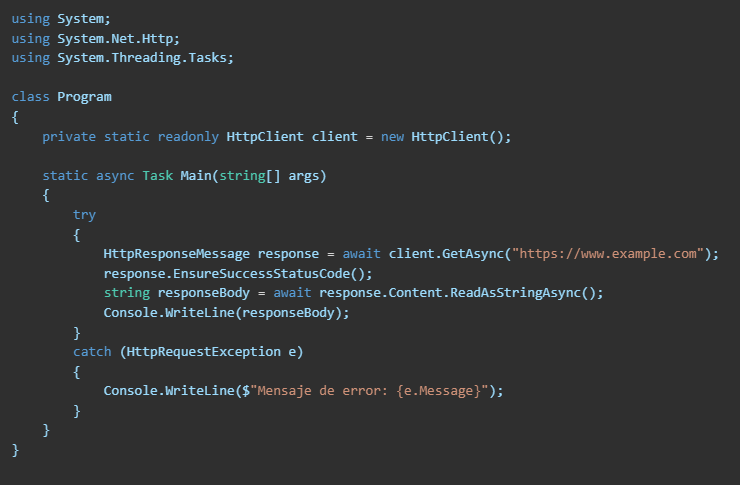 using System;
using System.Net.Http;
using System.Threading.Tasks;

class Program
{
    private static readonly HttpClient client = new HttpClient();

    static async Task Main(string[] args)
    {
        try
        {
            HttpResponseMessage response = await client.GetAsync("https://www.example.com");
            response.EnsureSuccessStatusCode();
            string responseBody = await response.Content.ReadAsStringAsync();
            Console.WriteLine(responseBody);
        }
        catch (HttpRequestException e)
        {
            Console.WriteLine($"Mensaje de error: {e.Message}");
        }
    }
}